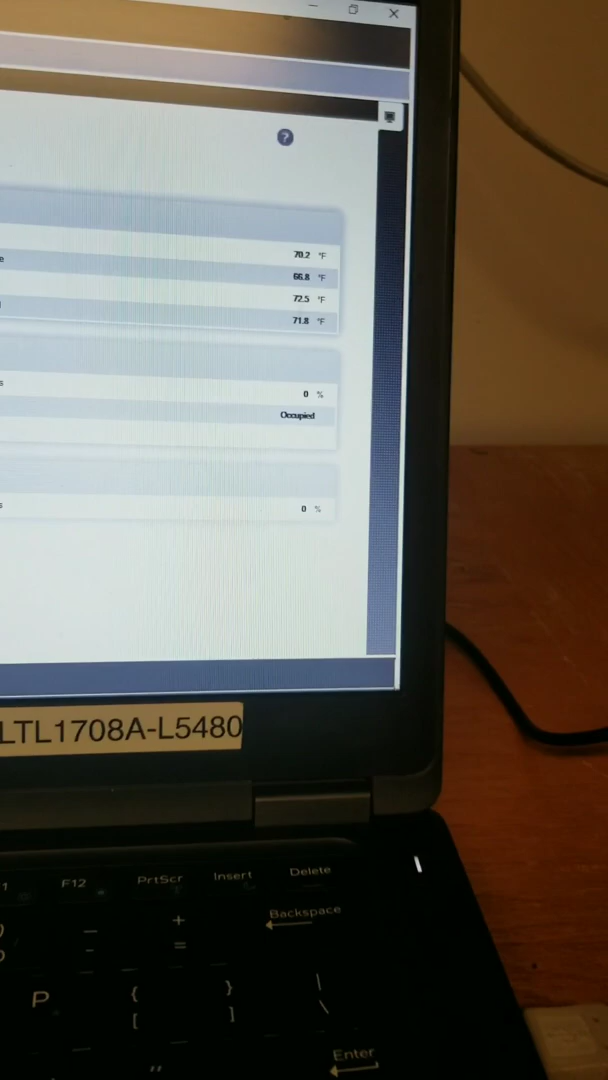 ?
e 70.2 °F
66.8 °F
72.5 °F
71.8 °F
s 0 %
Occupied
s 0 %
LTL1708A-L5480
1 F12 PrtScr Insert Delete
) — +
- = Backspace
P { } |
[ ] \
" Enter